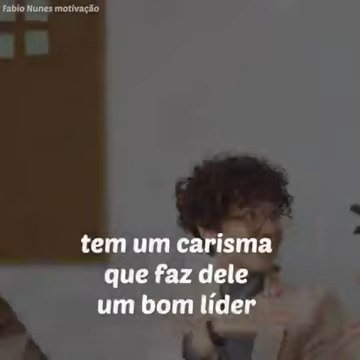 Fabio Nunes motivação
tem um carisma
que faz dele
um bom líder